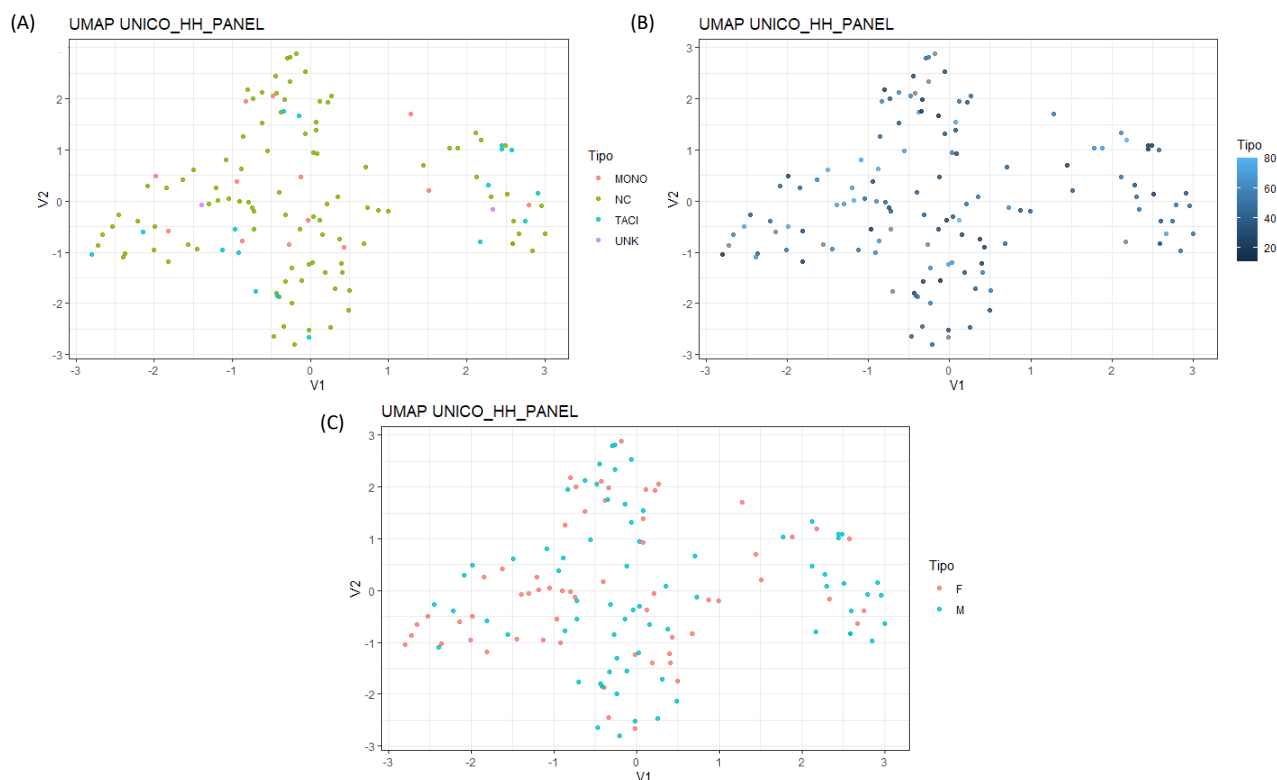 (A)
UMAP UNICO_HH_PANEL
3
2
1
0
-1
-2
-3
V2
-3 -2 -1 0 1 2 3
V1
Tipo
MONO
NC
TACI
UNK
(B)
UMAP UNICO_HH_PANEL
3
2
1
0
-1
-2
-3
V2
-3 -2 -1 0 1 2 3
V1
Tipo
80
60
40
20
(C)
UMAP UNICO_HH_PANEL
3
2
1
0
-1
-2
-3
V2
-3 -2 -1 0 1 2 3
V1
Tipo
F
M